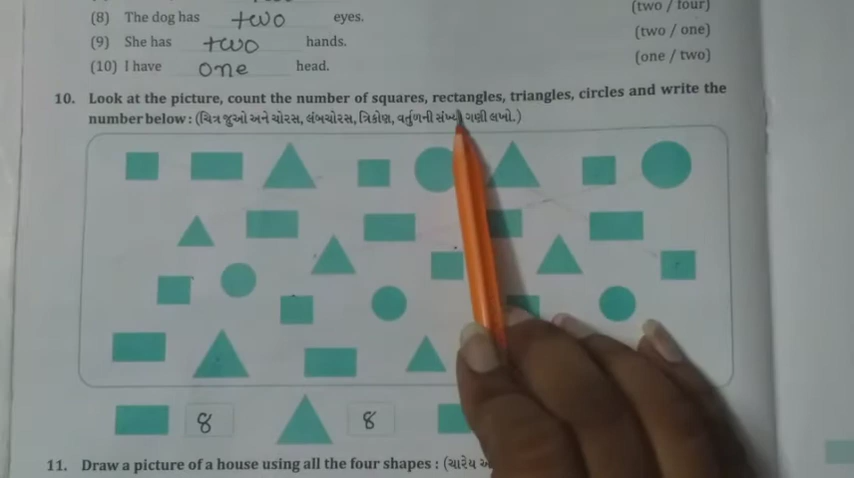 (8) The dog has two eyes. (two / four)
(9) She has two hands. (two / one)
(10) I have one head. (one / two)
10. Look at the picture, count the number of squares, rectangles, triangles, circles and write the
number below : (ચિત્ર જુઓ અને ચોરસ, લંબચોરસ, ત્રિકોણ, વર્તુળની સંખ્યા ગણી લખો.)
8 8
11. Draw a picture of a house using all the four shapes : (ચારેય